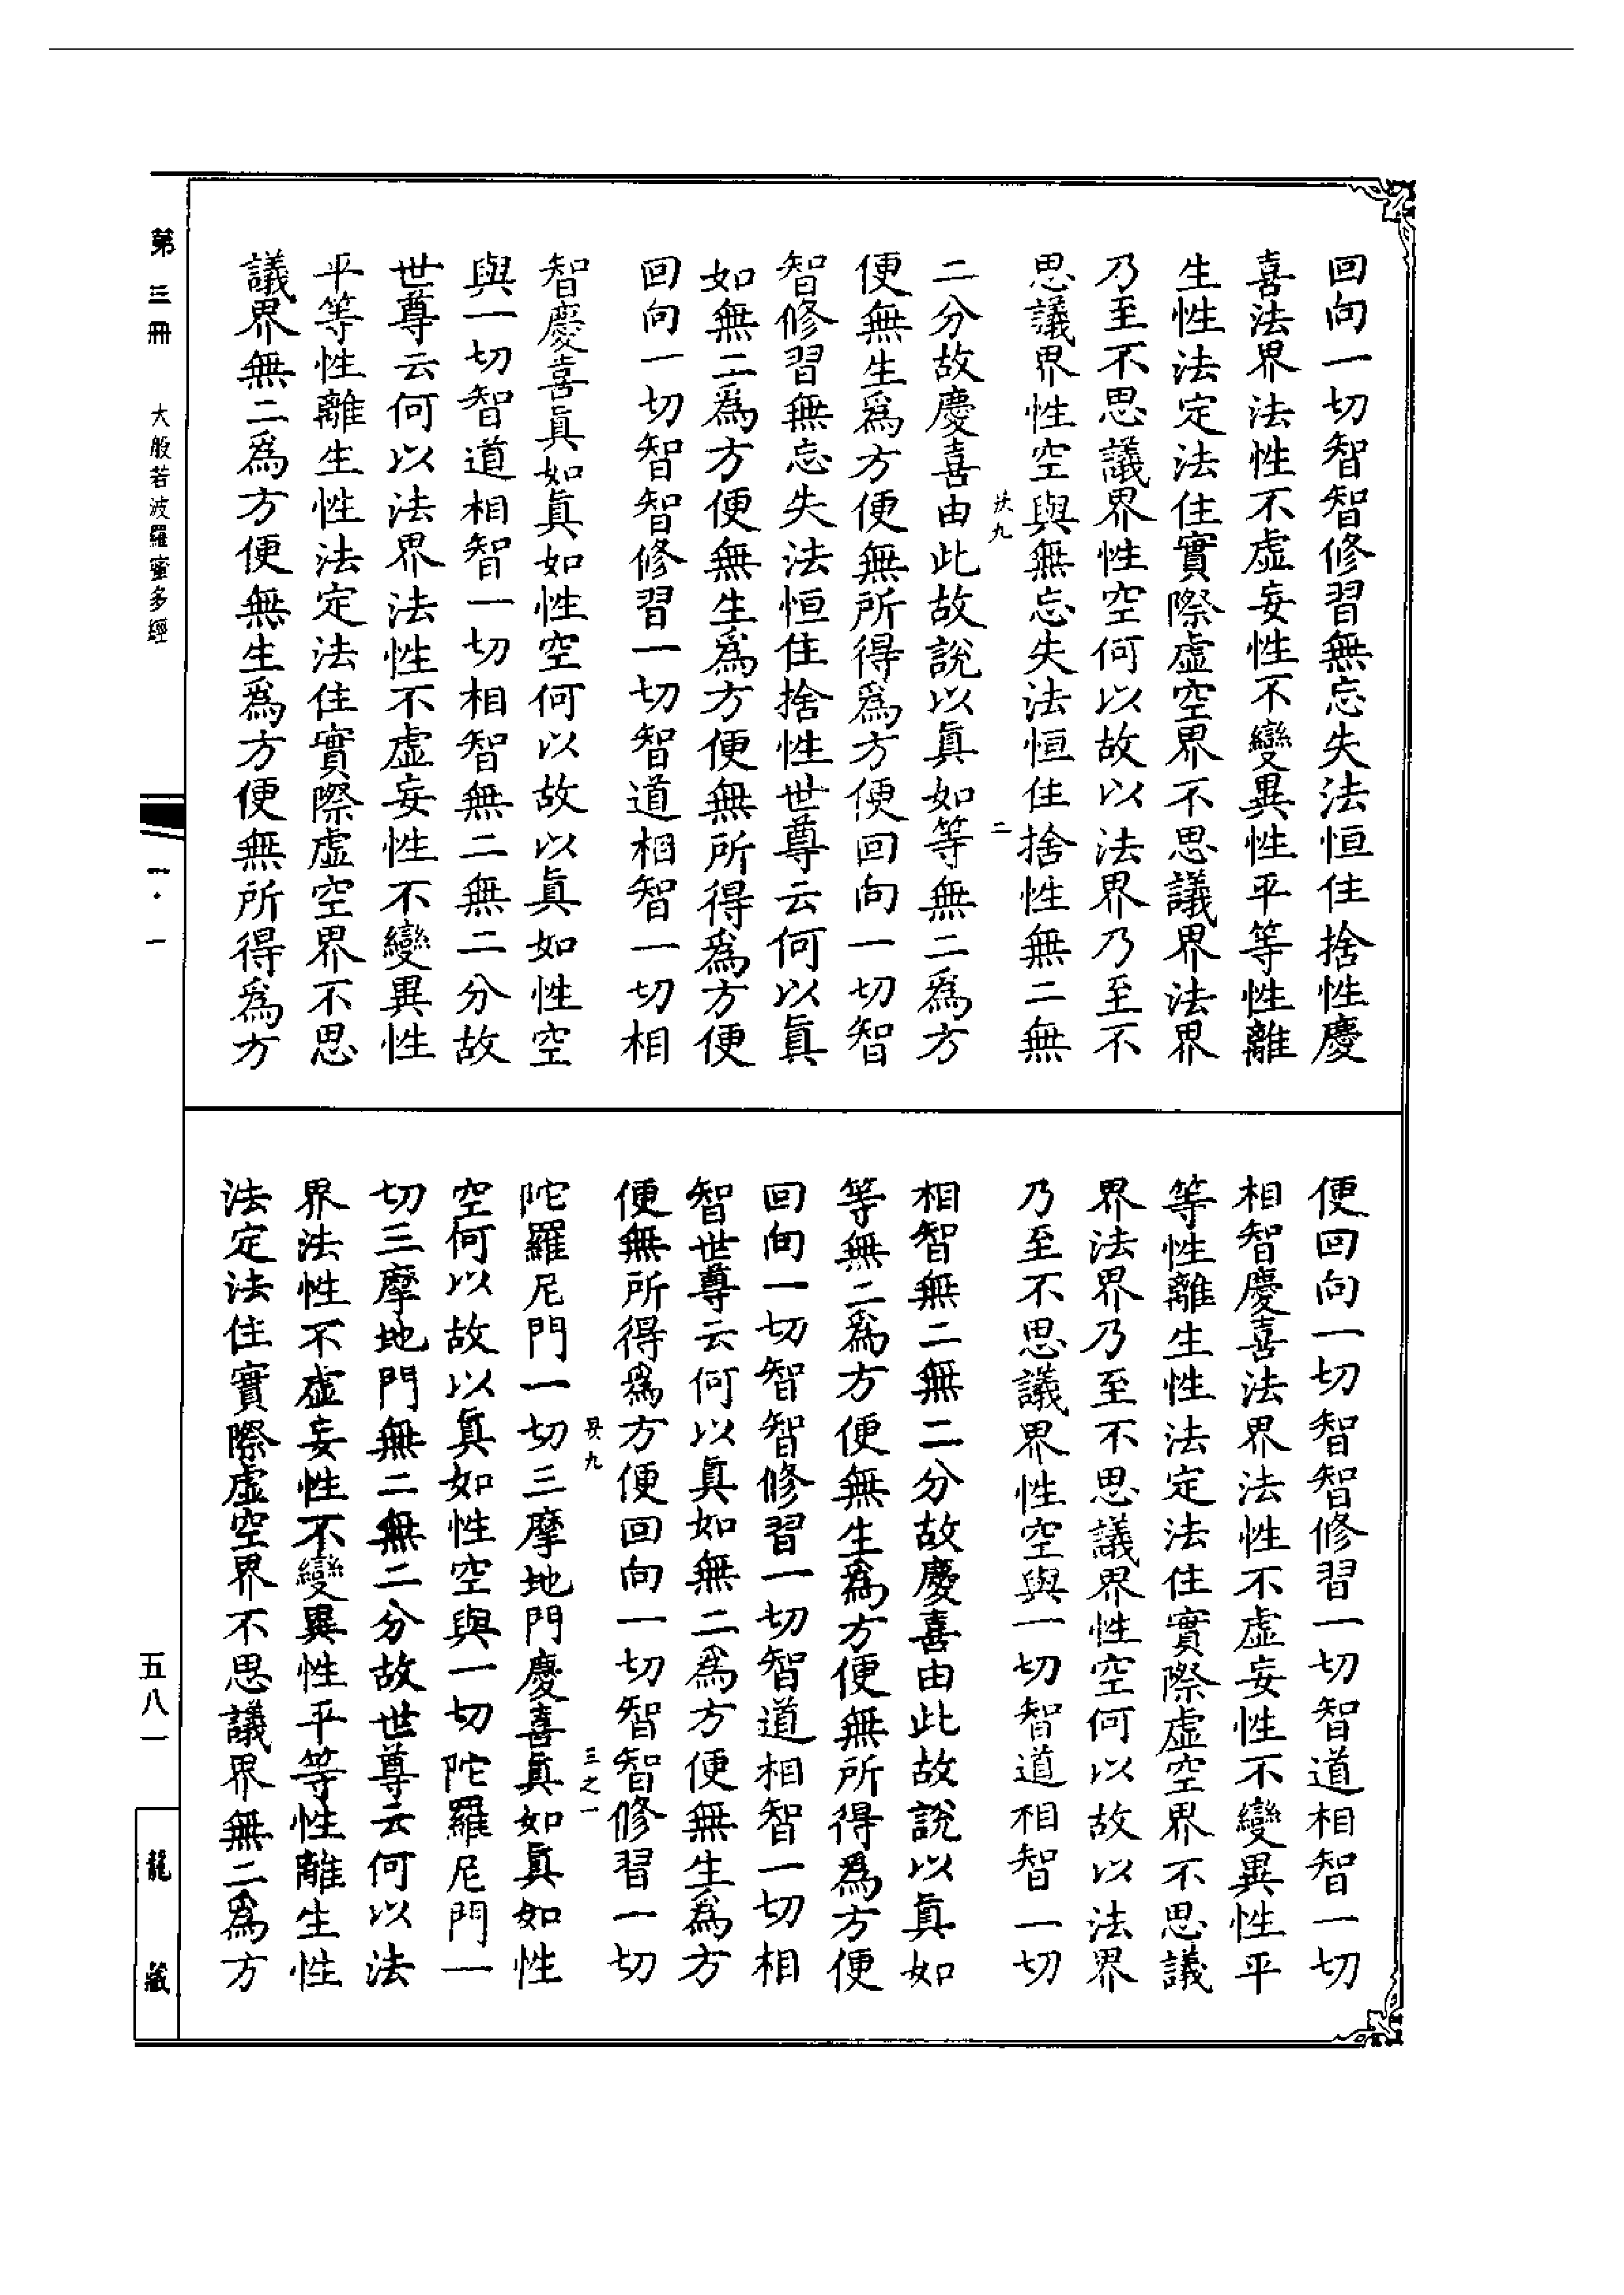 回向一切智智修習無忘失法恒住捨性慶
喜法界法性不虛妄性不變異性平等性離
生性法定法住實際虛空界不思議界法界
乃至不思議界性空何以故以法界乃至不
思議界性空與無忘失法恒住捨性無二無
二
二分故慶喜由此故說以真如等無二爲方
便無生爲方便無所得爲方便回向一切智
智修習無忘失法恒住捨性世尊云何以真
如無二爲方便無生爲方便無所得爲方便
回向一切智智修習一切智道相智一切相
智慶喜真如真如性空何以故以真如性空
與一切智道相智一切相智無二無二分故
世尊云何以法界法性不虛妄性不變異性
平等性離生性法定法住實際虛空界不思
議界無二爲方便無生爲方便無所得爲方
便回向一切智智修習一切智道相智一切
相智慶喜法界法性不虛妄性不變異性平
等性離生性法定法住實際虛空界不思議
界法界乃至不思議界性空何以故以法界
乃至不思議界性空與一切智道相智一切
相智無二無二分故慶喜由此故說以真如
等無二爲方便無生爲方便無所得爲方便
回向一切智智修習一切智道相智一切相
智世尊云何以真如無二爲方便無生爲方
便無所得爲方便回向一切智智修習一切
三之一
陀羅尼門一切三摩地門慶喜真如真如性
空何以故以真如性空與一切陀羅尼門一
切三摩地門無二無二分故世尊云何以法
界法性不虛妄性不變異性平等性離生性
法定法住實際虛空界不思議界無二爲方
第三冊 大般若波羅蜜多經
一·一
五八一
龍藏